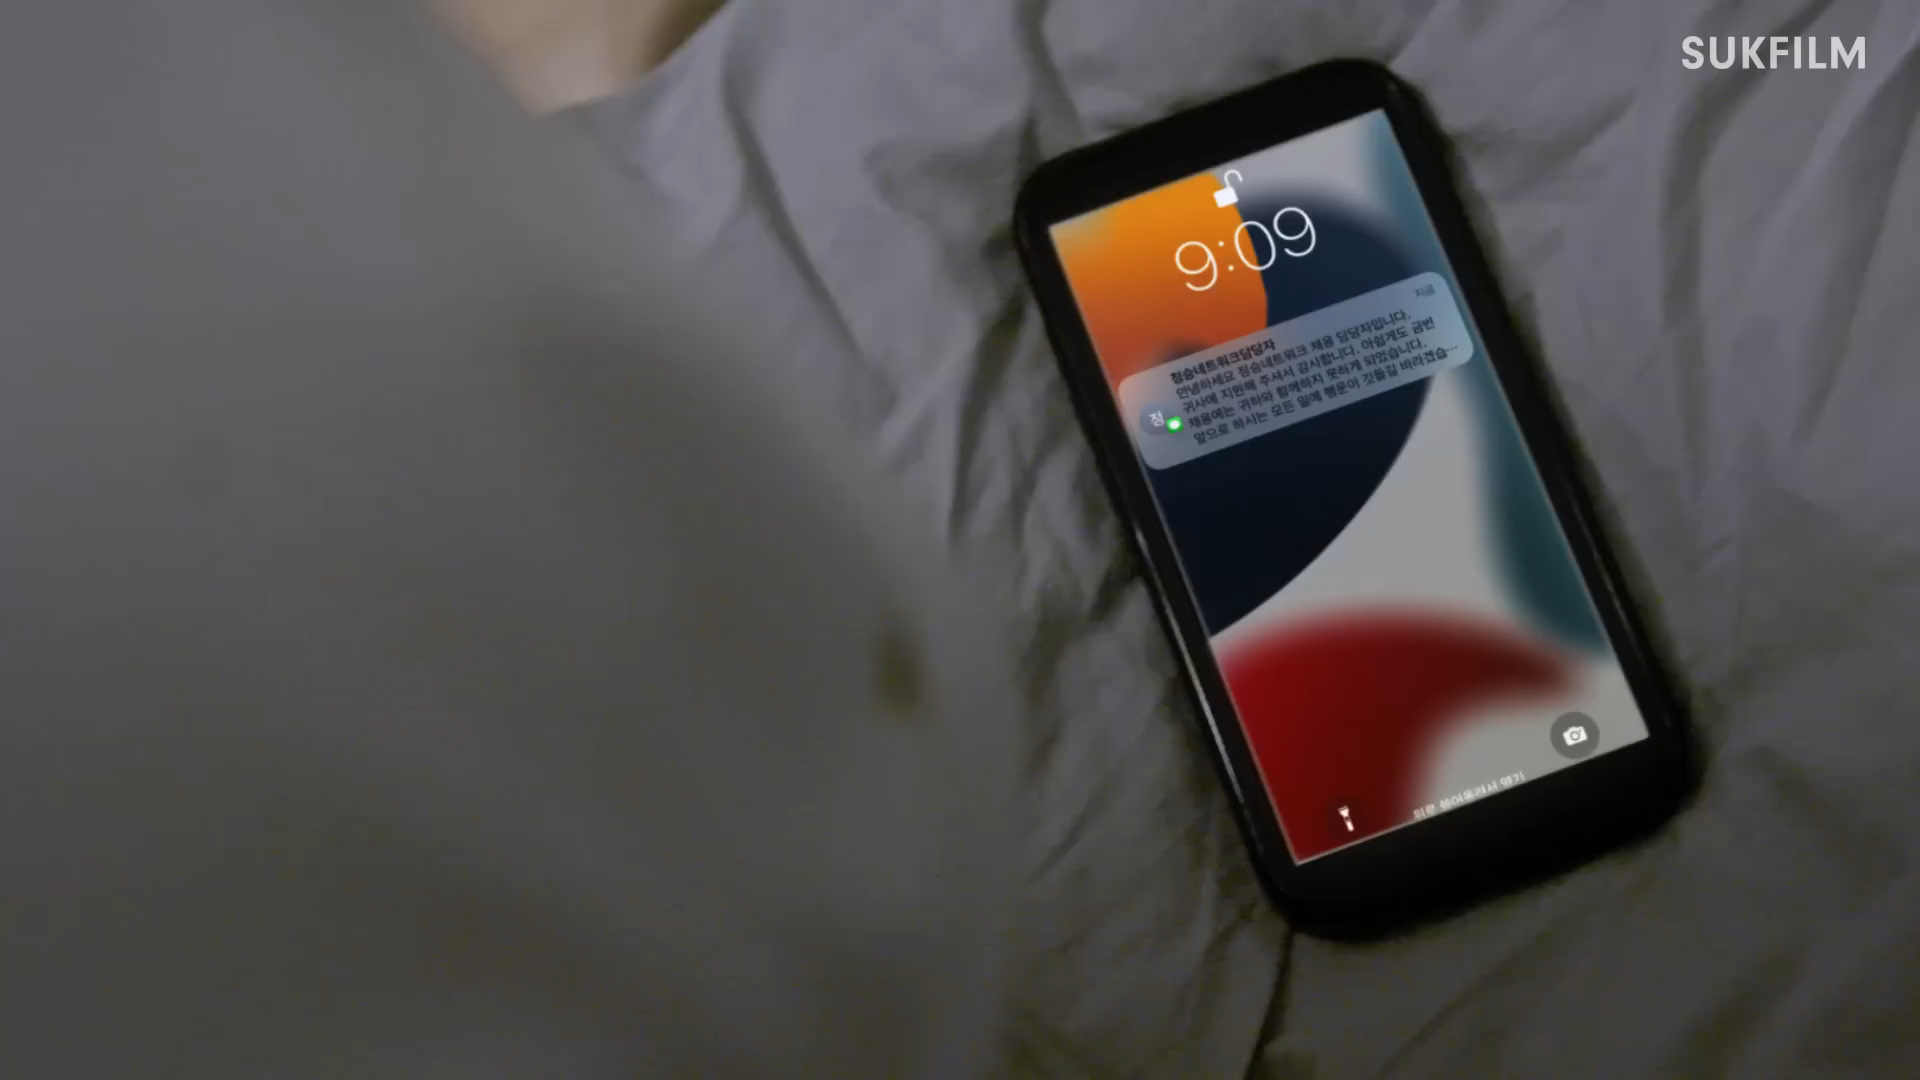 SUKFILM
9:09
지금
정승네트워크담당자
안녕하세요 정승네트워크 채용 담당자입니다.
귀사에 지원해 주셔서 감사합니다. 아쉽게도 금번
채용에는 귀하와 함께하지 못하게 되었습니다.
앞으로 하시는 모든 일에 행운이 깃들길 바라겠습...
정
위로 쓸어올려서 열기